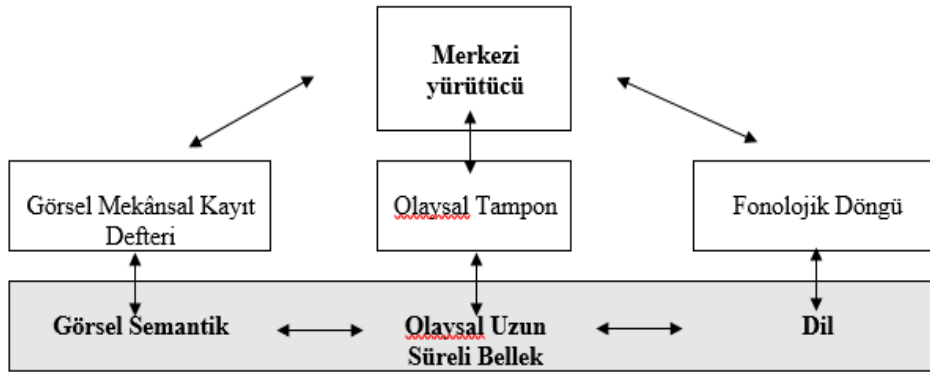 Merkezi
yürütücü
Görsel Mekânsal Kayıt
Defteri
Olaysal Tampon
Fonolojik Döngü
Görsel Semantik
Olaysal Uzun
Süreli Bellek
Dil